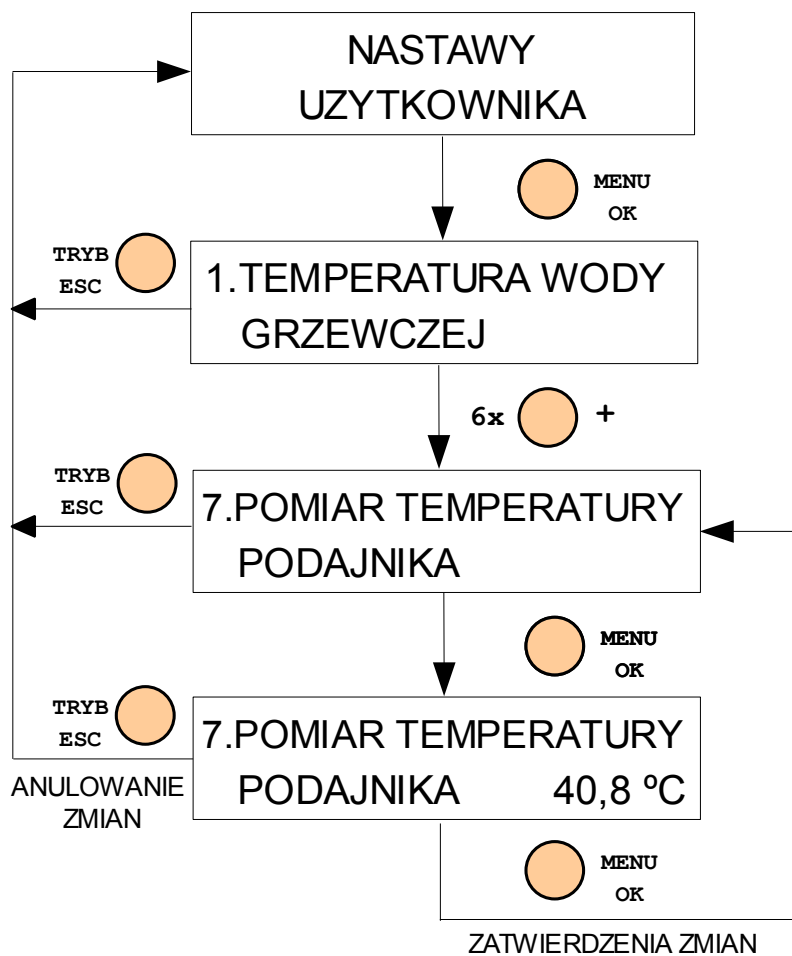 NASTAWY
UZYTKOWNIKA
MENU
OK
TRYB
ESC
1.TEMPERATURA WODY
GRZEWCZEJ
6x +
TRYB
ESC
7.POMIAR TEMPERATURY
PODAJNIKA
MENU
OK
TRYB
ESC
7.POMIAR TEMPERATURY
PODAJNIKA 40,8 ºC
ANULOWANIE
ZMIAN
MENU
OK
ZATWIERDZENIA ZMIAN